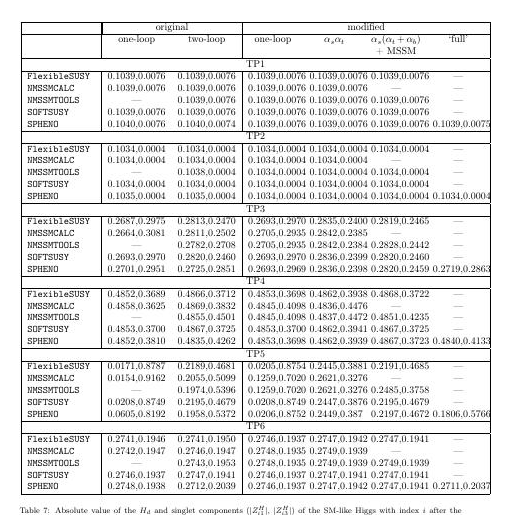 original modified
one-loop two-loop one-loop αsαt αs(αt + αb) 'full'
+ MSSM
TP1
FlexibleSUSY 0.1039,0.0076 0.1039,0.0076 0.1039,0.0076 0.1039,0.0076 0.1039,0.0076 —
NMSSMCALC 0.1039,0.0076 0.1039,0.0076 0.1039,0.0076 0.1039,0.0076 — —
NMSSMTOOLS — 0.1039,0.0076 0.1039,0.0076 0.1039,0.0076 0.1039,0.0076 —
SOFTSUSY 0.1039,0.0076 0.1039,0.0076 0.1039,0.0076 0.1039,0.0076 0.1039,0.0076 —
SPHENO 0.1040,0.0076 0.1040,0.0074 0.1039,0.0076 0.1039,0.0076 0.1039,0.0076 0.1039,0.0075
TP2
FlexibleSUSY 0.1034,0.0004 0.1034,0.0004 0.1034,0.0004 0.1034,0.0004 0.1034,0.0004 —
NMSSMCALC 0.1034,0.0004 0.1034,0.0004 0.1034,0.0004 0.1034,0.0004 — —
NMSSMTOOLS — 0.1038,0.0004 0.1034,0.0004 0.1034,0.0004 0.1034,0.0004 —
SOFTSUSY 0.1034,0.0004 0.1034,0.0004 0.1034,0.0004 0.1034,0.0004 0.1034,0.0004 —
SPHENO 0.1035,0.0004 0.1035,0.0004 0.1034,0.0004 0.1034,0.0004 0.1034,0.0004 0.1034,0.0004
TP3
FlexibleSUSY 0.2687,0.2975 0.2813,0.2470 0.2693,0.2970 0.2835,0.2400 0.2819,0.2465 —
NMSSMCALC 0.2664,0.3081 0.2811,0.2502 0.2705,0.2935 0.2842,0.2385 — —
NMSSMTOOLS — 0.2782,0.2708 0.2705,0.2935 0.2842,0.2384 0.2828,0.2442 —
SOFTSUSY 0.2693,0.2970 0.2820,0.2460 0.2693,0.2970 0.2836,0.2399 0.2820,0.2460 —
SPHENO 0.2701,0.2951 0.2725,0.2851 0.2693,0.2969 0.2836,0.2398 0.2820,0.2459 0.2719,0.2863
TP4
FlexibleSUSY 0.4852,0.3689 0.4866,0.3712 0.4853,0.3698 0.4862,0.3938 0.4868,0.3722 —
NMSSMCALC 0.4858,0.3625 0.4869,0.3832 0.4845,0.4098 0.4836,0.4476 — —
NMSSMTOOLS — 0.4855,0.4501 0.4845,0.4098 0.4837,0.4472 0.4851,0.4235 —
SOFTSUSY 0.4853,0.3700 0.4867,0.3725 0.4853,0.3700 0.4862,0.3941 0.4867,0.3725 —
SPHENO 0.4852,0.3810 0.4835,0.4262 0.4853,0.3698 0.4862,0.3939 0.4867,0.3723 0.4840,0.4133
TP5
FlexibleSUSY 0.0171,0.8787 0.2189,0.4681 0.0205,0.8754 0.2445,0.3881 0.2191,0.4685 —
NMSSMCALC 0.0154,0.9162 0.2055,0.5099 0.1259,0.7020 0.2621,0.3276 — —
NMSSMTOOLS — 0.1974,0.5396 0.1259,0.7020 0.2621,0.3276 0.2485,0.3758 —
SOFTSUSY 0.0208,0.8749 0.2195,0.4679 0.0208,0.8749 0.2447,0.3876 0.2195,0.4679 —
SPHENO 0.0605,0.8192 0.1958,0.5372 0.0206,0.8752 0.2449,0.387 0.2197,0.4672 0.1806,0.5766
TP6
FlexibleSUSY 0.2741,0.1946 0.2741,0.1950 0.2746,0.1937 0.2747,0.1942 0.2747,0.1941 —
NMSSMCALC 0.2742,0.1947 0.2746,0.1947 0.2748,0.1935 0.2749,0.1939 — —
NMSSMTOOLS — 0.2743,0.1953 0.2748,0.1935 0.2749,0.1939 0.2749,0.1939 —
SOFTSUSY 0.2746,0.1937 0.2747,0.1941 0.2746,0.1937 0.2747,0.1941 0.2747,0.1941 —
SPHENO 0.2748,0.1938 0.2712,0.2039 0.2746,0.1937 0.2747,0.1942 0.2747,0.1941 0.2711,0.2037
Table 7: Absolute value of the Hd and singlet components (|Z^H_i1|, |Z^H_i3|) of the SM-like Higgs with index i after the